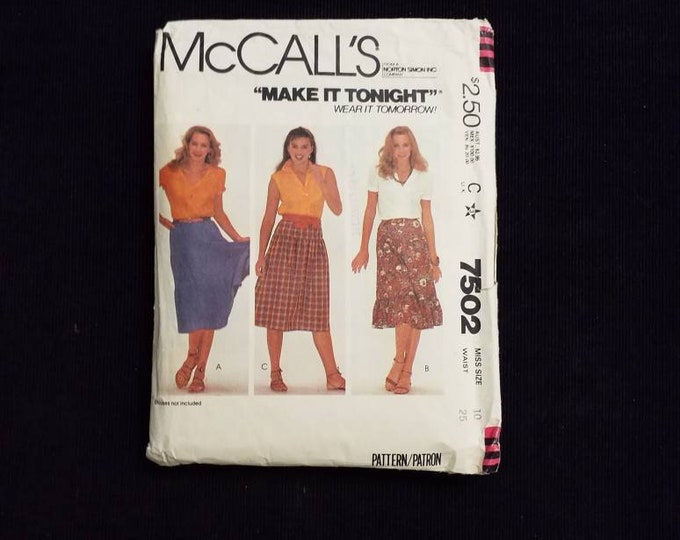 McCALL'S
NORTON SIMON INC.
COMPANY
"MAKE IT TONIGHT"®
WEAR IT TOMORROW!
A
C
B
Blouses not included
PATTERN/PATRON
$2.50
C
U.K.
7502
MISS SIZE 10
WAIST 25